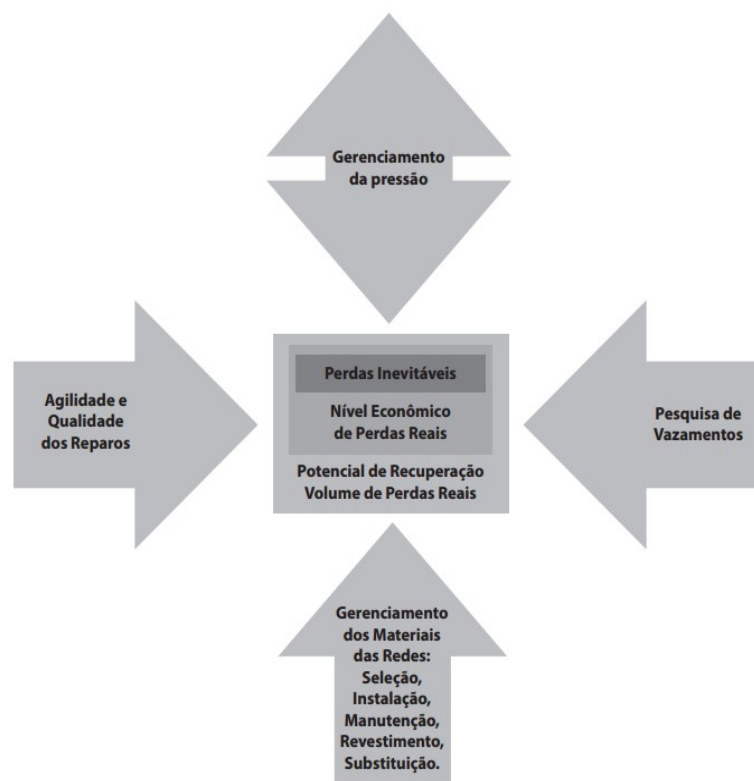 Gerenciamento
da pressão
Agilidade e
Qualidade
dos Reparos
Perdas Inevitáveis
Nível Econômico
de Perdas Reais
Potencial de Recuperação
Volume de Perdas Reais
Pesquisa de
Vazamentos
Gerenciamento
dos Materiais
das Redes:
Seleção,
Instalação,
Manutenção,
Revestimento,
Substituição.